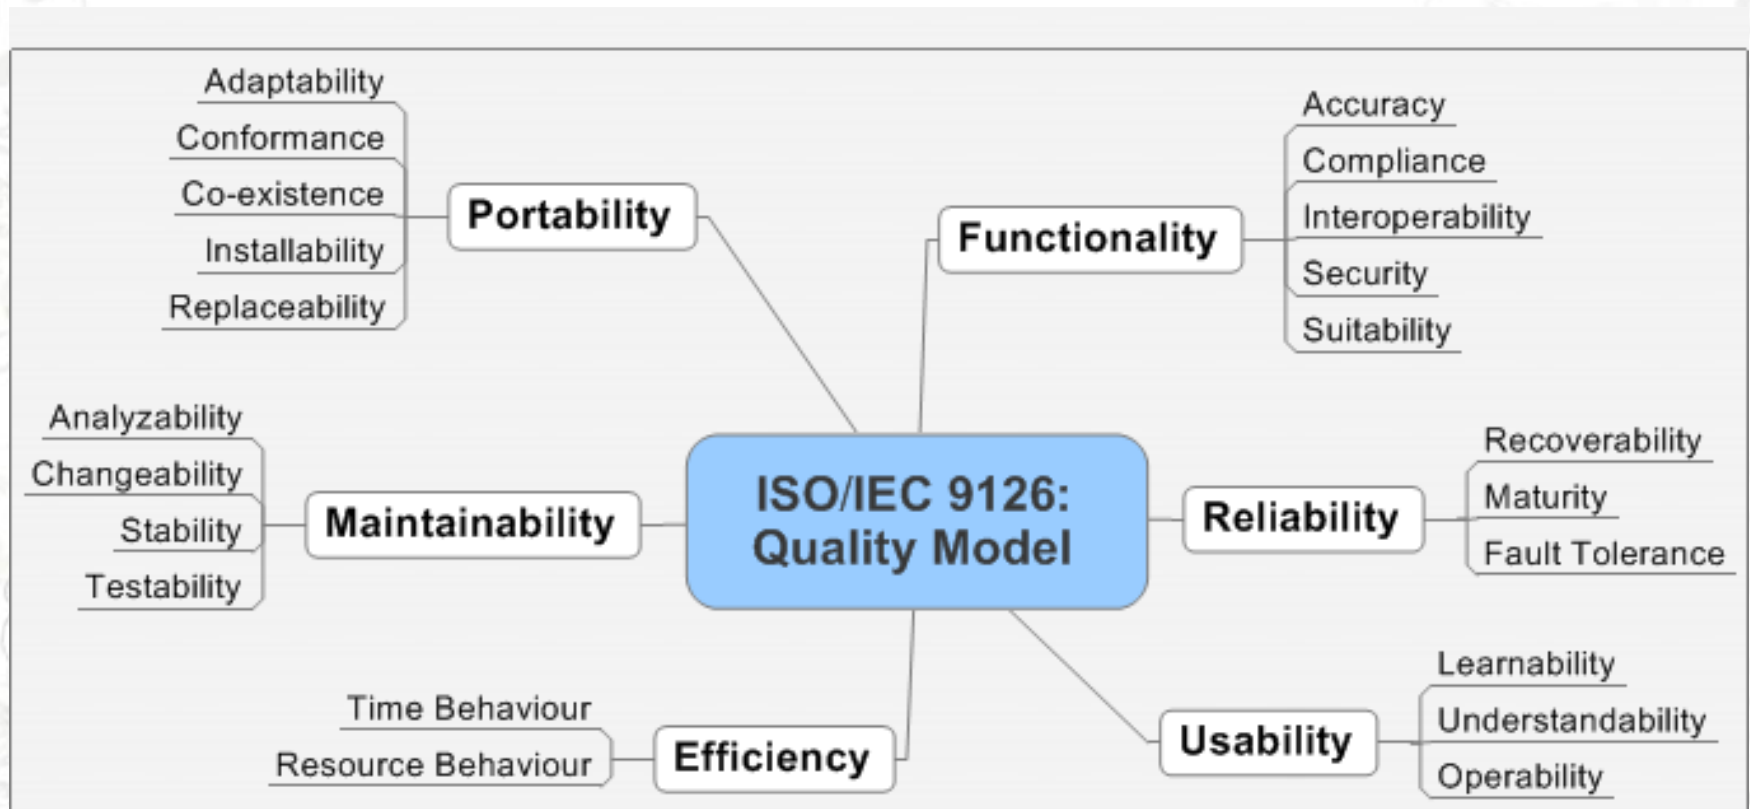 Adaptability
Conformance
Co-existence
Installability
Replaceability
Portability
Functionality
Accuracy
Compliance
Interoperability
Security
Suitability
Analyzability
Changeability
Stability
Testability
Maintainability
ISO/IEC 9126:
Quality Model
Reliability
Recoverability
Maturity
Fault Tolerance
Time Behaviour
Resource Behaviour
Efficiency
Usability
Learnability
Understandability
Operability